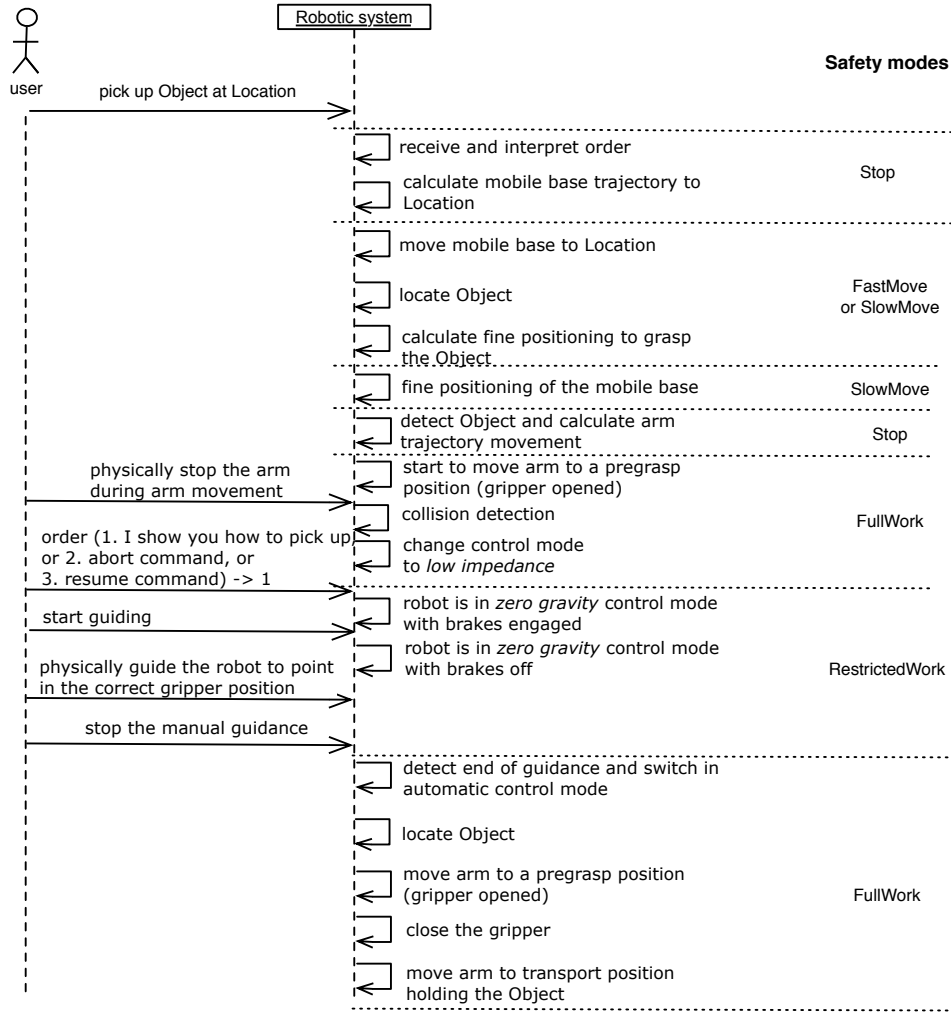 Robotic system
Safety modes
user
pick up Object at Location
receive and interpret order
Stop
calculate mobile base trajectory to
Location
move mobile base to Location
locate Object
FastMove
or SlowMove
calculate fine positioning to grasp
the Object
fine positioning of the mobile base
SlowMove
detect Object and calculate arm
trajectory movement
Stop
physically stop the arm
during arm movement
start to move arm to a pregrasp
position (gripper opened)
collision detection
FullWork
order (1. I show you how to pick up,
or 2. abort command, or
3. resume command) -> 1
change control mode
to low impedance
robot is in zero gravity control mode
with brakes engaged
start guiding
robot is in zero gravity control mode
with brakes off
RestrictedWork
physically guide the robot to point
in the correct gripper position
stop the manual guidance
detect end of guidance and switch in
automatic control mode
locate Object
move arm to a pregrasp position
(gripper opened)
FullWork
close the gripper
move arm to transport position
holding the Object